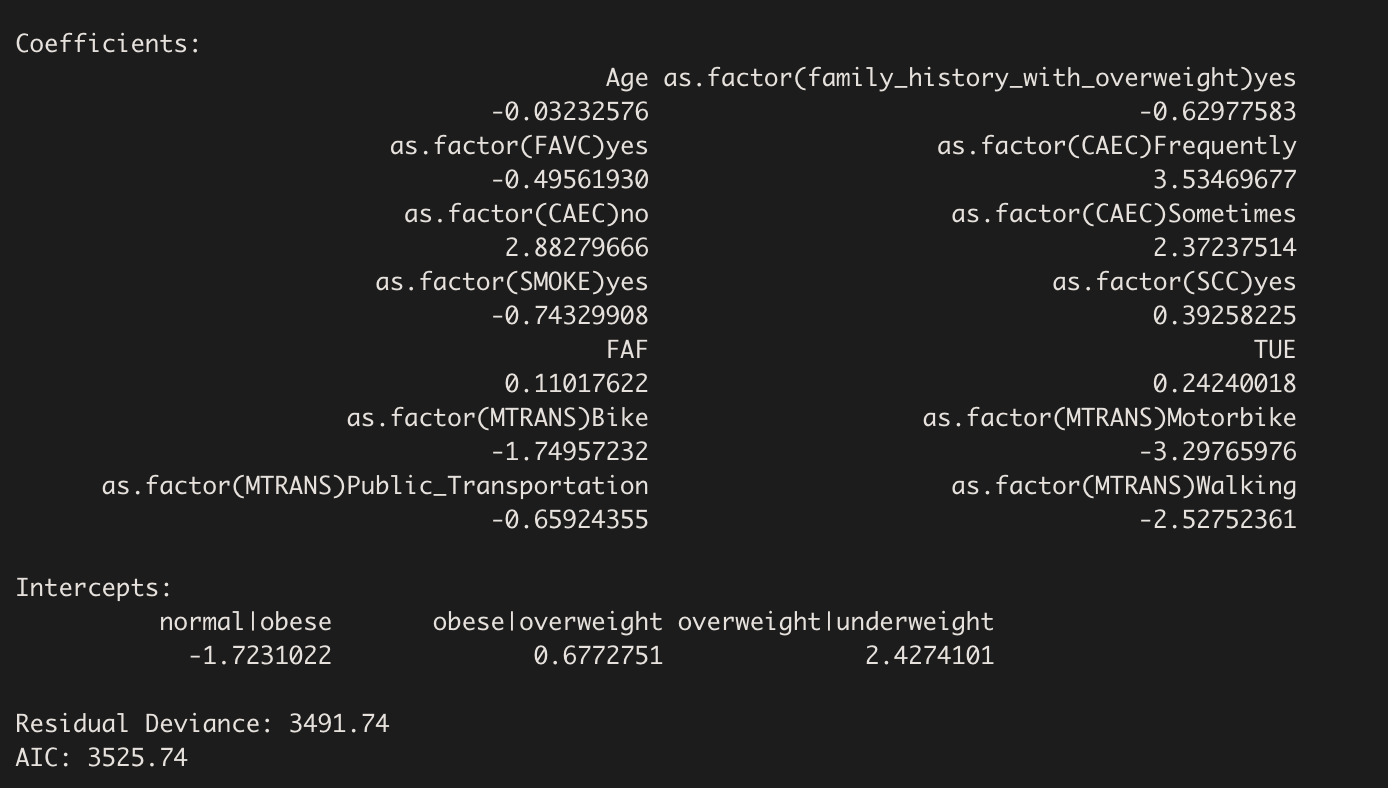 Coefficients:
Age as.factor(family_history_with_overweight)yes
-0.03232576 -0.62977583
as.factor(FAVC)yes as.factor(CAEC)Frequently
-0.49561930 3.53469677
as.factor(CAEC)no as.factor(CAEC)Sometimes
2.88279666 2.37237514
as.factor(SMOKE)yes as.factor(SCC)yes
-0.74329908 0.39258225
FAF TUE
0.11017622 0.24240018
as.factor(MTRANS)Bike as.factor(MTRANS)Motorbike
-1.74957232 -3.29765976
as.factor(MTRANS)Public_Transportation as.factor(MTRANS)Walking
-0.65924355 -2.52752361
Intercepts:
normal|obese obese|overweight overweight|underweight
-1.7231022 0.6772751 2.4274101
Residual Deviance: 3491.74
AIC: 3525.74